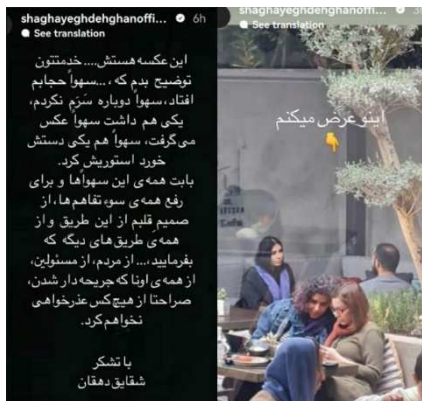 shaghayeghdehghanoffi... 6h
See translation
این عکسه هستش....خدمتتون
توضیح بدم که ،...سهواً حجابم
افتاد،سهواً دوباره سَرَم نکردم،
یکی هم داشت سهواً عکس
می‌گرفت، سهواً هم یکی دستش
خورد استوریش کرد.
بابت همه‌ی این سهواًها و برای
رفع همه‌ی سوءتفاهم‌ها،از
صمیم قلبم از این طریق و از
همه‌ی طریق‌های دیگه که
بفرمایید،...از مردم، از مسئولین،
از همه‌ی اونا که جریحه‌دار شدن،
صراحتا از هیچ‌کس عذرخواهی
نخواهم کرد.
با تشکر
شقایق دهقان
shaghayeghdehghanoffi...
See translation
اینو عرض میکنم